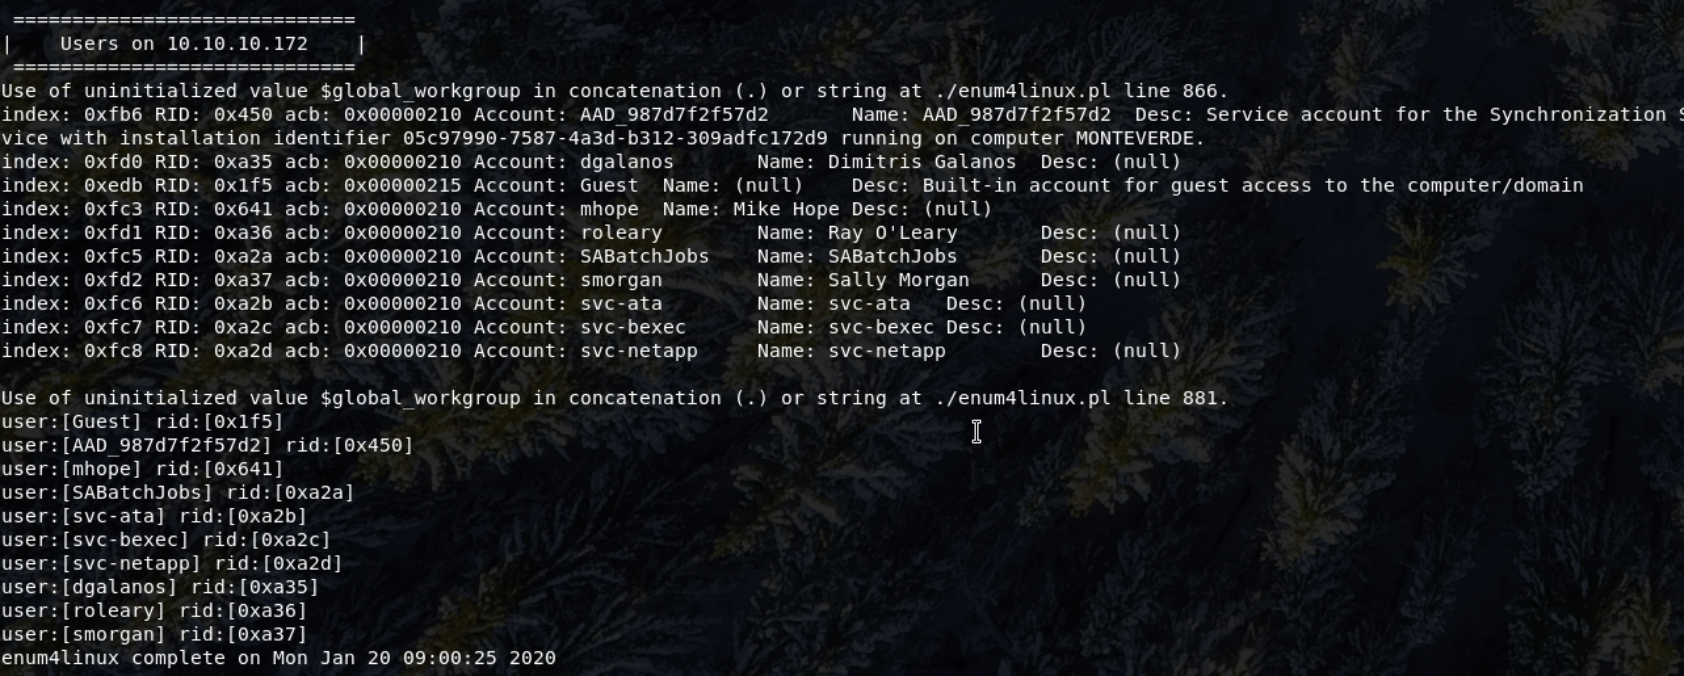 =============================
|    Users on 10.10.10.172    |
=============================
Use of uninitialized value $global_workgroup in concatenation (.) or string at ./enum4linux.pl line 866.
index: 0xfb6 RID: 0x450 acb: 0x00000210 Account: AAD_987d7f2f57d2       Name: AAD_987d7f2f57d2  Desc: Service account for the Synchronization S
vice with installation identifier 05c97990-7587-4a3d-b312-309adfc172d9 running on computer MONTEVERDE.
index: 0xfd0 RID: 0xa35 acb: 0x00000210 Account: dgalanos       Name: Dimitris Galanos  Desc: (null)
index: 0xedb RID: 0x1f5 acb: 0x00000215 Account: Guest  Name: (null)    Desc: Built-in account for guest access to the computer/domain
index: 0xfc3 RID: 0x641 acb: 0x00000210 Account: mhope  Name: Mike Hope Desc: (null)
index: 0xfd1 RID: 0xa36 acb: 0x00000210 Account: roleary        Name: Ray O'Leary       Desc: (null)
index: 0xfc5 RID: 0xa2a acb: 0x00000210 Account: SABatchJobs    Name: SABatchJobs       Desc: (null)
index: 0xfd2 RID: 0xa37 acb: 0x00000210 Account: smorgan        Name: Sally Morgan      Desc: (null)
index: 0xfc6 RID: 0xa2b acb: 0x00000210 Account: svc-ata        Name: svc-ata   Desc: (null)
index: 0xfc7 RID: 0xa2c acb: 0x00000210 Account: svc-bexec      Name: svc-bexec Desc: (null)
index: 0xfc8 RID: 0xa2d acb: 0x00000210 Account: svc-netapp     Name: svc-netapp        Desc: (null)
Use of uninitialized value $global_workgroup in concatenation (.) or string at ./enum4linux.pl line 881.
user:[Guest] rid:[0x1f5]
user:[AAD_987d7f2f57d2] rid:[0x450]
user:[mhope] rid:[0x641]
user:[SABatchJobs] rid:[0xa2a]
user:[svc-ata] rid:[0xa2b]
user:[svc-bexec] rid:[0xa2c]
user:[svc-netapp] rid:[0xa2d]
user:[dgalanos] rid:[0xa35]
user:[roleary] rid:[0xa36]
user:[smorgan] rid:[0xa37]
enum4linux complete on Mon Jan 20 09:00:25 2020